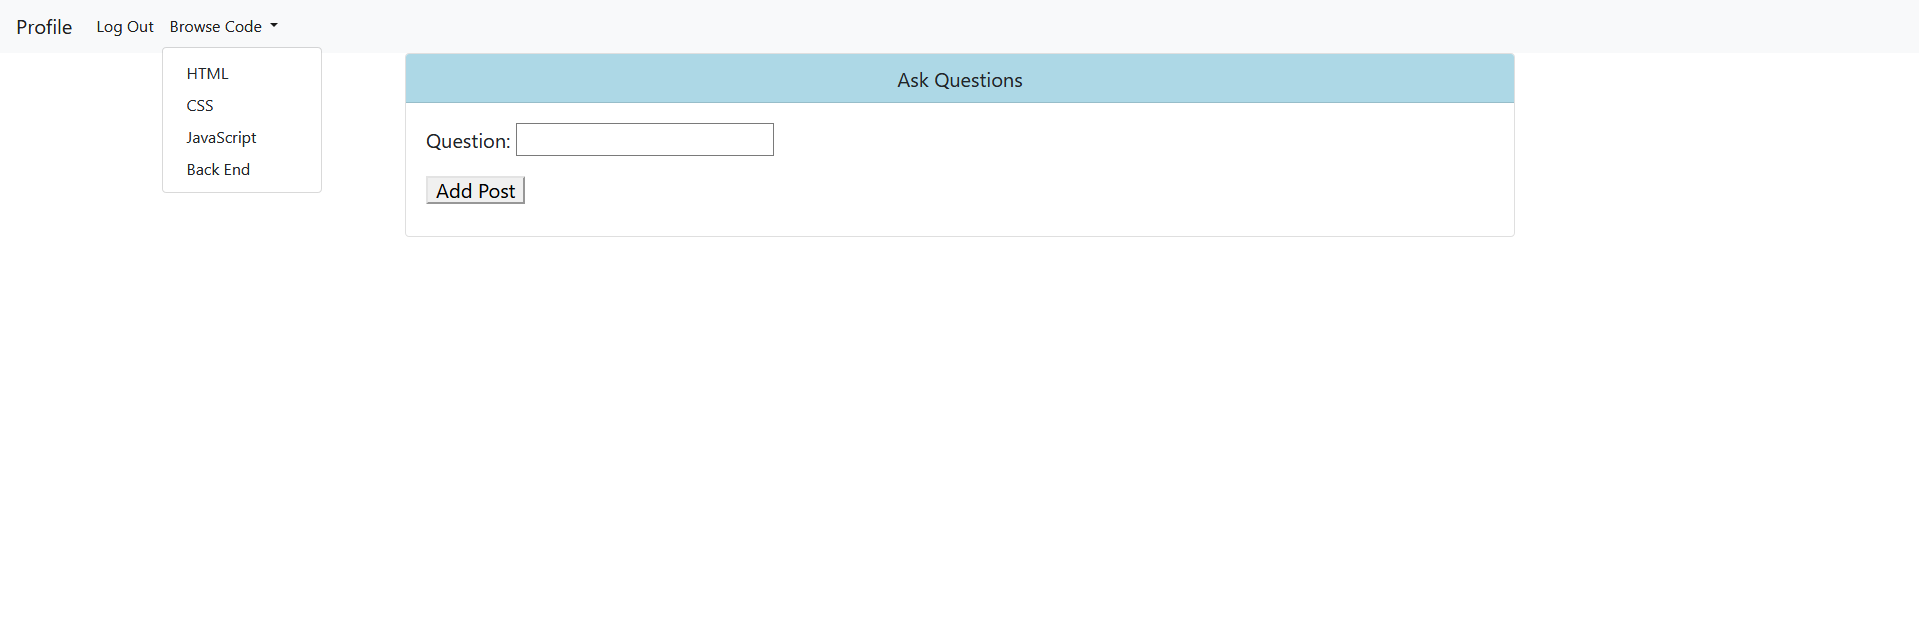 Profile Log Out Browse Code
HTML
CSS
JavaScript
Back End
Ask Questions
Question:
Add Post